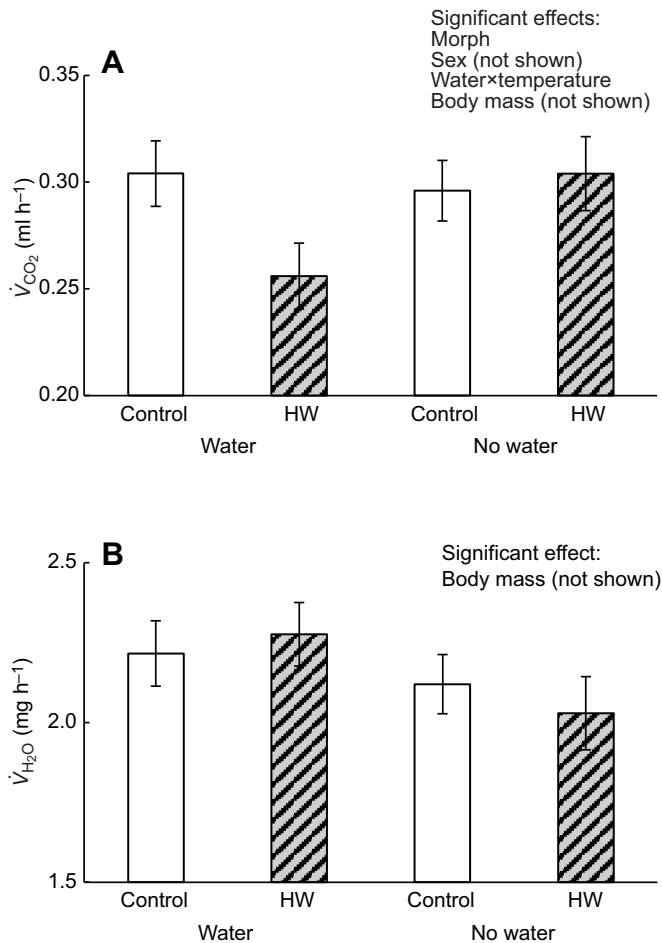 A
Significant effects:
Morph
Sex (not shown)
Water×temperature
Body mass (not shown)
0.35
0.30
0.25
0.20
V̇CO₂ (ml h⁻¹)
Control HW Control HW
Water No water
B
Significant effect:
Body mass (not shown)
2.5
2.0
1.5
V̇H₂O (mg h⁻¹)
Control HW Control HW
Water No water